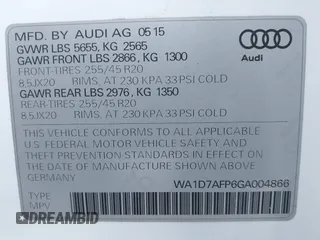 MFD. BY AUDI AG 05 15
GVWR LBS 5655, KG 2565
GAWR FRONT LBS 2866, KG 1300
FRONT-TIRES 255/45 R20
8.5JX20 RIMS, AT 230 KPA 33 PSI COLD
GAWR REAR LBS 2976, KG 1350
REAR-TIRES 255/45 R20
8.5JX20 RIMS, AT 230 KPA 33 PSI COLD
THIS VEHICLE CONFORMS TO ALL APPLICABLE
U.S. FEDERAL MOTOR VEHICLE SAFETY AND
THEFT PREVENTION STANDARDS IN EFFECT ON
THE DATE OF MANUFACTURE SHOWN ABOVE.
GERMANY
WA1D7AFP6GA004866
TYPE
MPV
DREAMBID
Audi